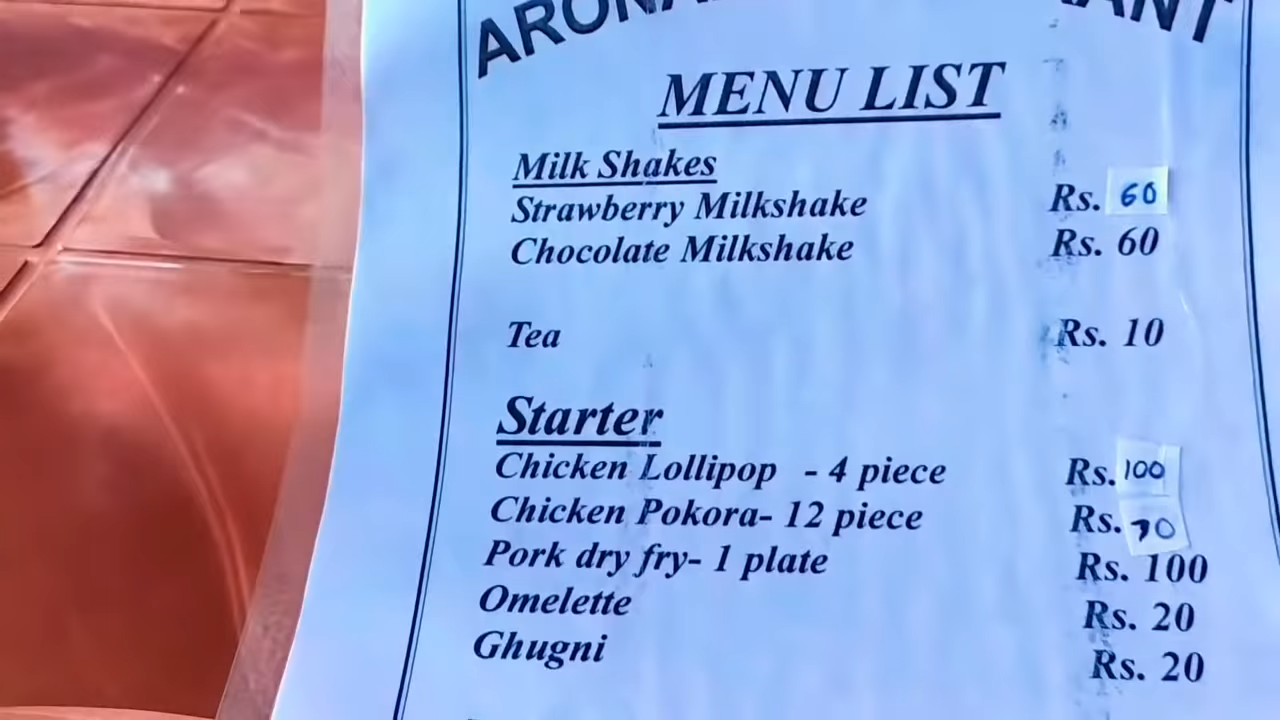 MENU LIST
Milk Shakes
Strawberry Milkshake Rs. 60
Chocolate Milkshake Rs. 60
Tea Rs. 10
Starter
Chicken Lollipop - 4 piece Rs. 100
Chicken Pokora- 12 piece Rs. 70
Pork dry fry- 1 plate Rs. 100
Omelette Rs. 20
Ghugni Rs. 20